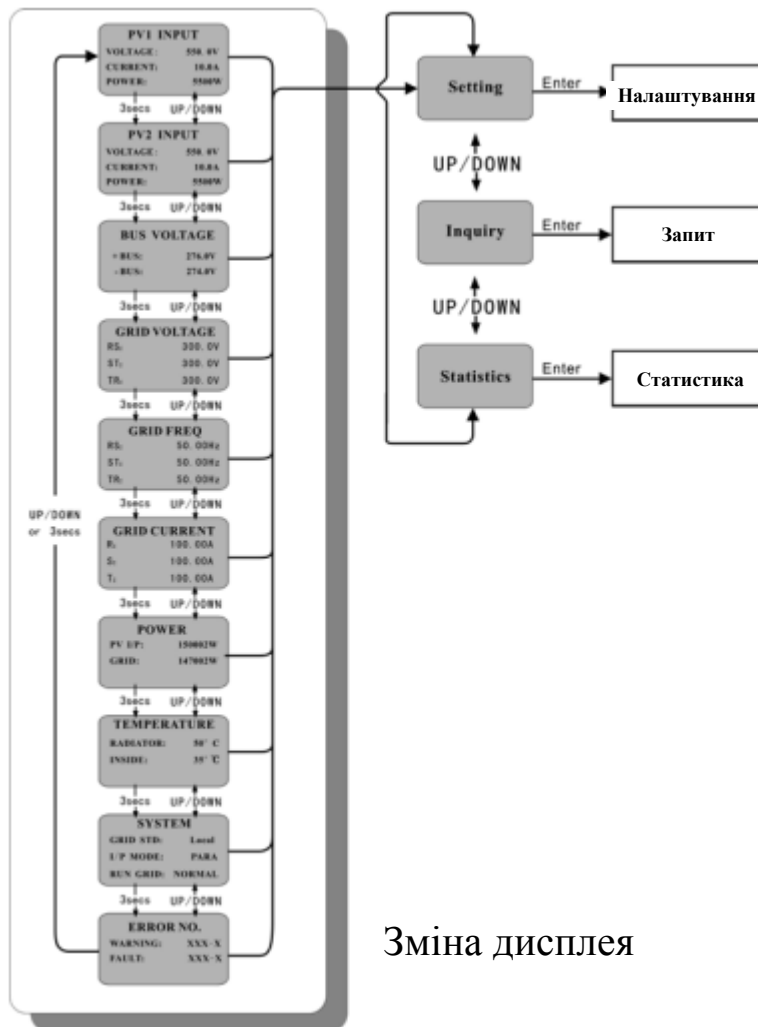 PV1 INPUT
VOLTAGE: 550.0V
CURRENT: 10.0A
POWER: 5500W
3secs UP/DOWN
PV2 INPUT
VOLTAGE: 550.0V
CURRENT: 10.0A
POWER: 5500W
3secs UP/DOWN
BUS VOLTAGE
+BUS: 276.0V
-BUS: 274.0V
3secs UP/DOWN
GRID VOLTAGE
RS: 300.0V
ST: 300.0V
TR: 300.0V
3secs UP/DOWN
GRID FREQ
RS: 50.00Hz
ST: 50.00Hz
TR: 50.00Hz
3secs UP/DOWN
GRID CURRENT
R: 100.00A
S: 100.00A
T: 100.00A
3secs UP/DOWN
POWER
PV I/P: 150002W
GRID: 147002W
3secs UP/DOWN
TEMPERATURE
RADIATOR: 50° C
INSIDE: 35° ℃
3secs UP/DOWN
SYSTEM
GRID STD: Local
I/P MODE: PARA
RUN GRID: NORMAL
3secs UP/DOWN
ERROR NO.
WARNING: XXX-X
FAULT: XXX-X
UP/DOWN
or 3secs
Setting
Enter
Налаштування
UP/DOWN
Inquiry
Enter
Запит
UP/DOWN
Statistics
Enter
Статистика
Зміна дисплея